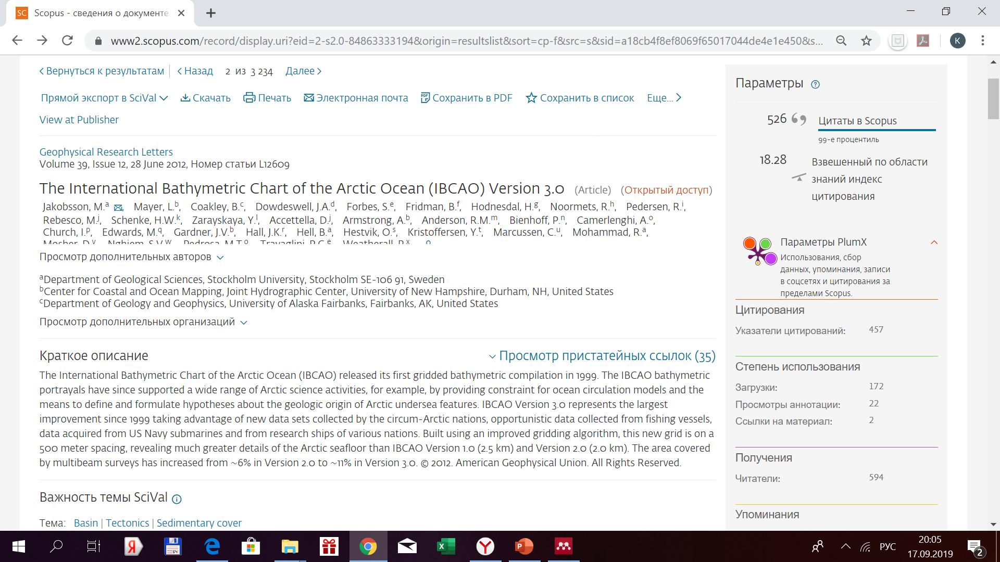 Scopus - сведения о документе
www2.scopus.com/record/display.uri?eid=2-s2.0-84863333194&origin=resultslist&sort=cp-f&src=s&sid=a18cb4f8ef8069f65017044de4e1e450&s...
K
Вернуться к результатам Назад 2 из 3 234 Далее
Прямой экспорт в SciVal Скачать Печать Электронная почта Сохранить в PDF Сохранить в список Еще...
View at Publisher
Geophysical Research Letters
Volume 39, Issue 12, 28 June 2012, Номер статьи L12609
The International Bathymetric Chart of the Arctic Ocean (IBCAO) Version 3.0 (Article) (Открытый доступ)
Jakobsson, M.a, Mayer, L.b, Coakley, B.c, Dowdeswell, J.A.d, Forbes, S.e, Fridman, B.f, Hodnesdal, H.g, Noormets, R.h, Pedersen, R.i,
Rebesco, M.j, Schenke, H.W.k, Zarayskaya, Y.l, Accettella, D.j, Armstrong, A.b, Anderson, R.M.m, Bienhoff, P.n, Camerlenghi, A.o,
Church, I.p, Edwards, M.q, Gardner, J.V.b, Hall, J.K.r, Hell, B.a, Hestvik, O.s, Kristoffersen, Y.t, Marcussen, C.u, Mohammad, R.a,
Mosher, D.v, Nghiem, S.V.w, Pedrosa, M.T.o, Travaglini, P.G.e, Weatherall, P.x
Просмотр дополнительных авторов
aDepartment of Geological Sciences, Stockholm University, Stockholm SE-106 91, Sweden
bCenter for Coastal and Ocean Mapping, Joint Hydrographic Center, University of New Hampshire, Durham, NH, United States
cDepartment of Geology and Geophysics, University of Alaska Fairbanks, Fairbanks, AK, United States
Просмотр дополнительных организаций
Краткое описание Просмотр пристатейных ссылок (35)
The International Bathymetric Chart of the Arctic Ocean (IBCAO) released its first gridded bathymetric compilation in 1999. The IBCAO bathymetric
portrayals have since supported a wide range of Arctic science activities, for example, by providing constraint for ocean circulation models and the
means to define and formulate hypotheses about the geologic origin of Arctic undersea features. IBCAO Version 3.0 represents the largest
improvement since 1999 taking advantage of new data sets collected by the circum-Arctic nations, opportunistic data collected from fishing vessels,
data acquired from US Navy submarines and from research ships of various nations. Built using an improved gridding algorithm, this new grid is on a
500 meter spacing, revealing much greater details of the Arctic seafloor than IBCAO Version 1.0 (2.5 km) and Version 2.0 (2.0 km). The area covered
by multibeam surveys has increased from ~6% in Version 2.0 to ~11% in Version 3.0. © 2012. American Geophysical Union. All Rights Reserved.
Важность темы SciVal
Тема: Basin | Tectonics | Sedimentary cover
Параметры
526 Цитаты в Scopus
99-е процентиль
18.28 Взвешенный по области
знаний индекс
цитирования
Параметры PlumX
Использования, сбор
данных, упоминания, записи
в соцсетях и цитирования за
пределами Scopus.
Цитирования
Указатели цитирований: 457
Степень использования
Загрузки: 172
Просмотры аннотации: 22
Ссылки на материал: 2
Получения
Читатели: 594
Упоминания
РУС
20:05
17.09.2019
2